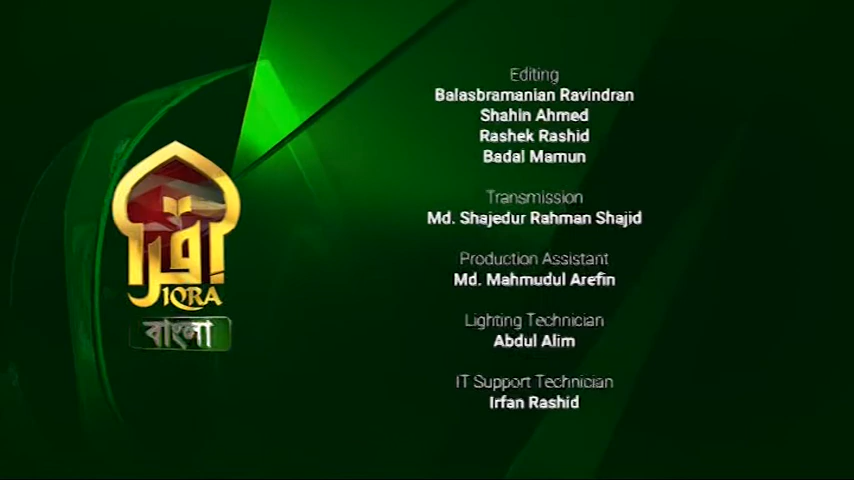 اقرأ
IQRA
বাংলা
Editing
Balasbramanian Ravindran
Shahin Ahmed
Rashek Rashid
Badal Mamun
Transmission
Md. Shajedur Rahman Shajid
Production Assistant
Md. Mahmudul Arefin
Lighting Technician
Abdul Alim
IT Support Technician
Irfan Rashid